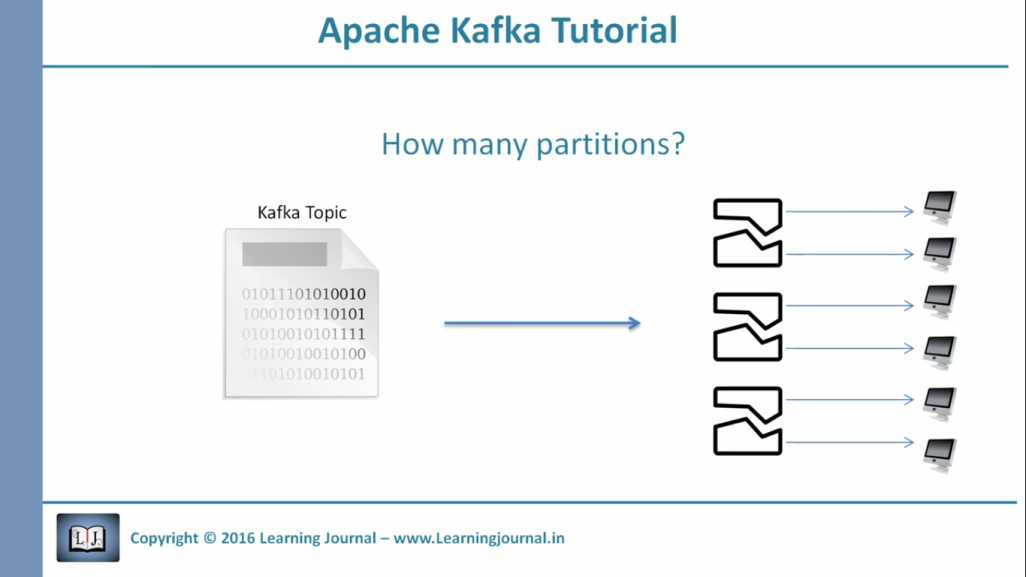 Apache Kafka Tutorial
How many partitions?
Kafka Topic
01011101010010
10001010110101
01010010101111
01010010010100
01101010010101
L J
Copyright © 2016 Learning Journal – www.Learningjournal.in